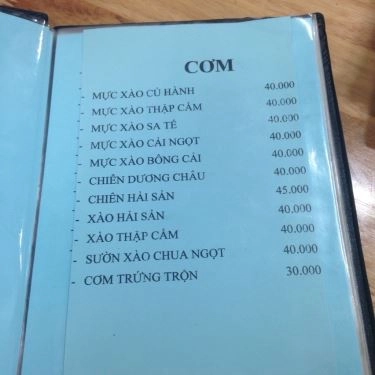 CƠM
- MỰC XÀO CỦ HÀNH 40.000
- MỰC XÀO THẬP CẨM 40.000
- MỰC XÀO SA TẾ 40.000
- MỰC XÀO CẢI NGỌT 40.000
- MỰC XÀO BÔNG CẢI 40.000
- CHIÊN DƯƠNG CHÂU 40.000
- CHIÊN HẢI SẢN 45.000
- XÀO HẢI SẢN 40.000
- XÀO THẬP CẨM 40.000
- SƯỜN XÀO CHUA NGỌT 40.000
- CƠM TRỨNG TRỘN 30.000